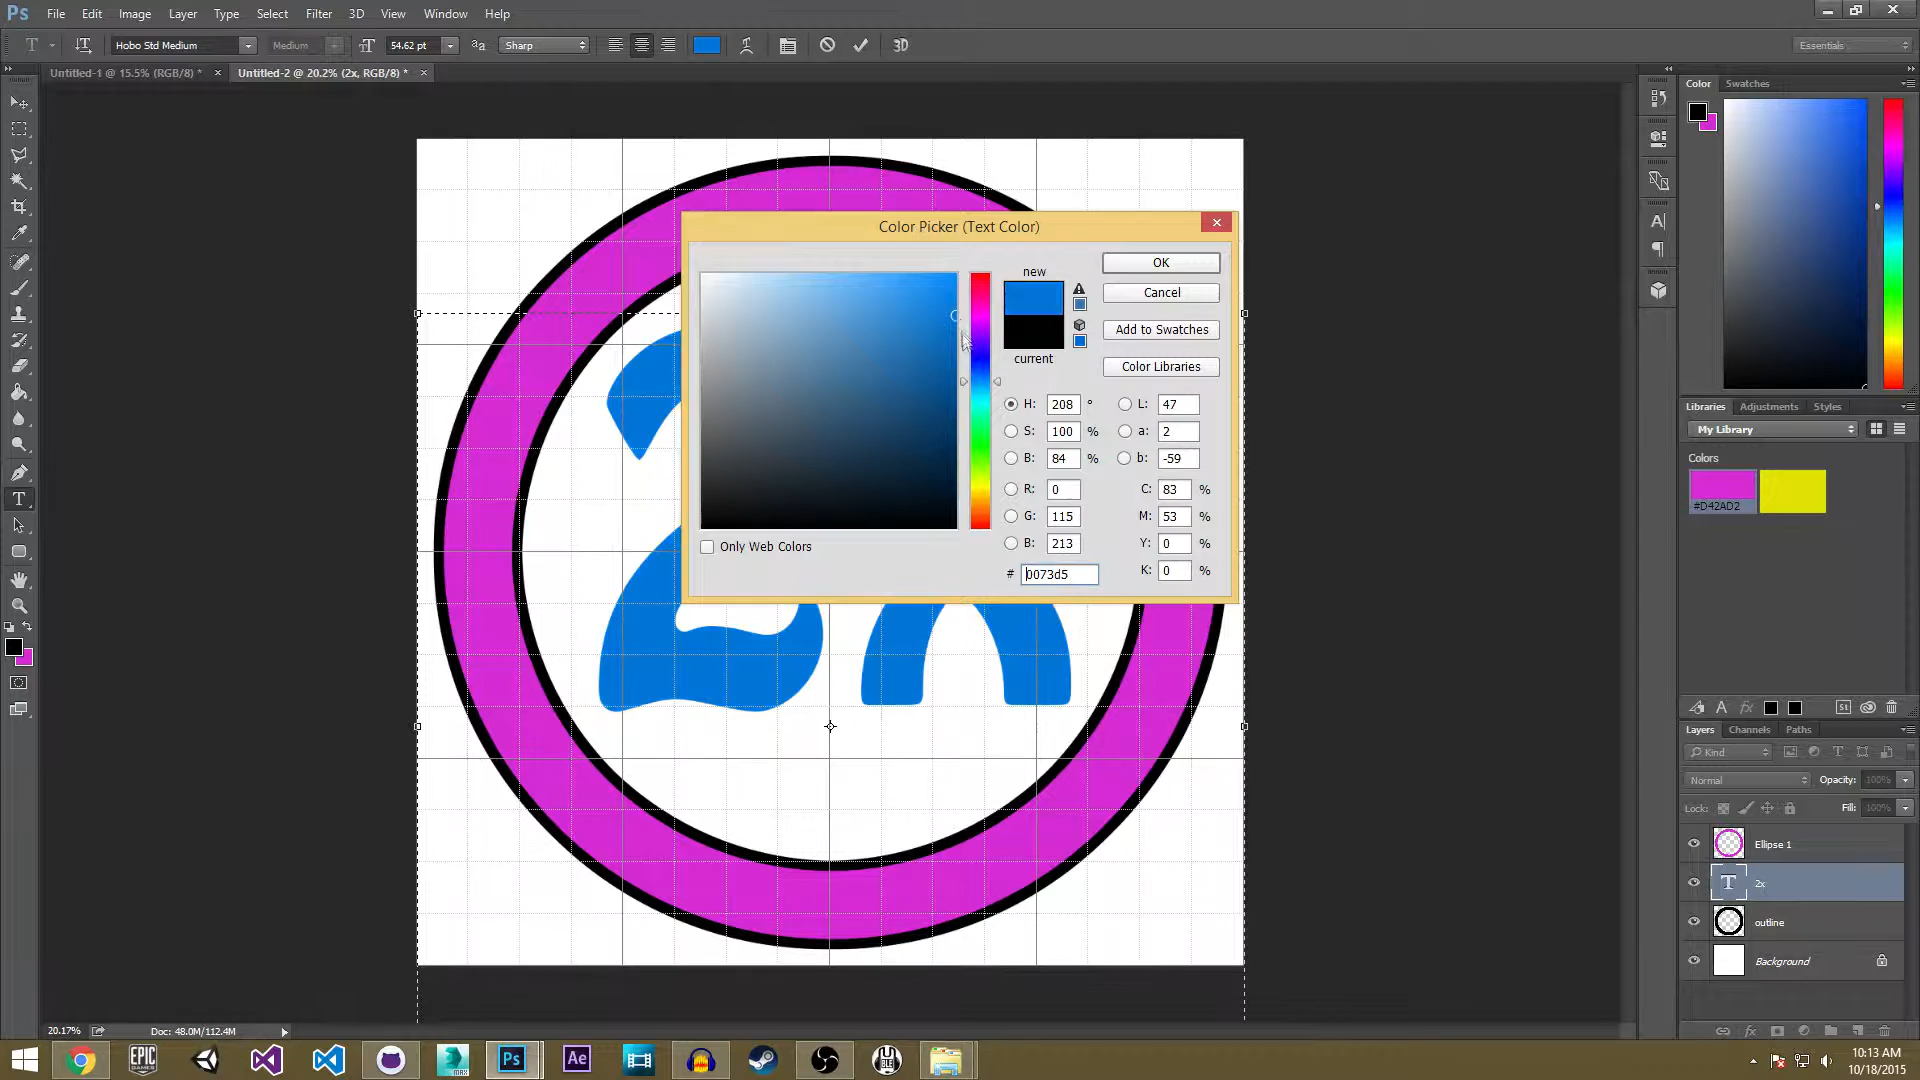 Ps File Edit Image Layer Type Select Filter 3D View Window Help
T Hobo Std Medium Medium 54.62 pt aa Sharp 3D Essentials
Untitled-1 @ 15.5% (RGB/8) * × Untitled-2 @ 20.2% (2x, RGB/8) * ×
Color Swatches
Color Picker (Text Color)
new
current
OK
Cancel
Add to Swatches
Color Libraries
H: 208 ° L: 47
S: 100 % a: 2
B: 84 % b: -59
R: 0 C: 83 %
G: 115 M: 53 %
B: 213 Y: 0 %
# 0073d5 K: 0 %
Only Web Colors
Libraries Adjustments Styles
My Library
Colors
#D42AD2
Layers Channels Paths
Kind
Normal Opacity: 100%
Lock: Fill: 100%
Ellipse 1
T 2x
outline
Background
20.17% Doc: 48.0M/112.4M
EPIC GAMES MAX Ps Ae
10:13 AM
10/18/2015